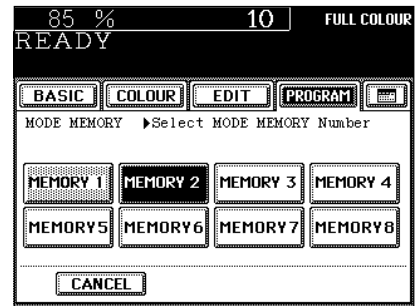 85 % 10 FULL COLOUR
READY
BASIC COLOUR EDIT PROGRAM
MODE MEMORY ▶Select MODE MEMORY Number
MEMORY 1 MEMORY 2 MEMORY 3 MEMORY 4
MEMORY5 MEMORY6 MEMORY7 MEMORY8
CANCEL